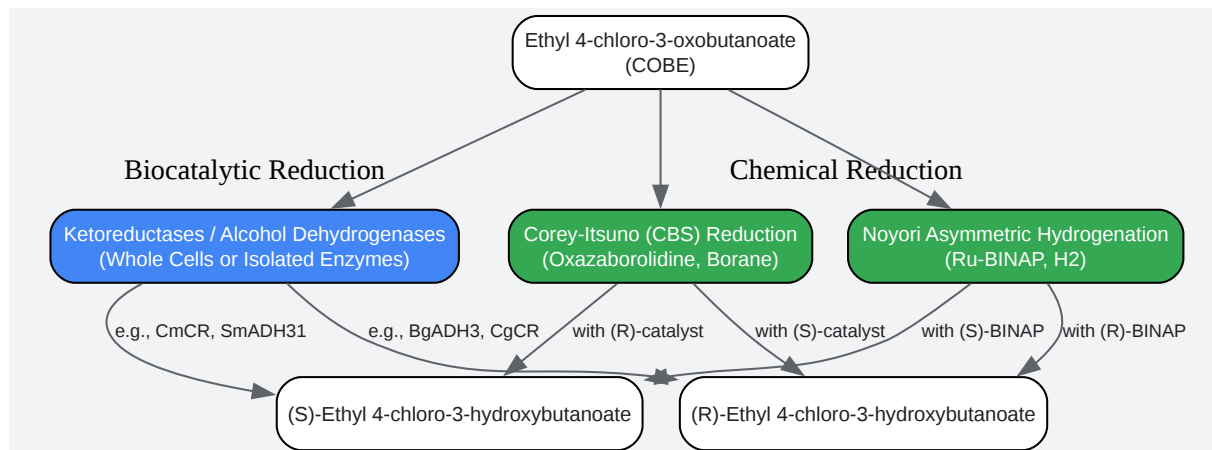 Ethyl 4-chloro-3-oxobutanoate
(COBE)
Biocatalytic Reduction
Chemical Reduction
Ketoreductases / Alcohol Dehydrogenases
(Whole Cells or Isolated Enzymes)
Corey-Itsuno (CBS) Reduction
(Oxazaborolidine, Borane)
Noyori Asymmetric Hydrogenation
(Ru-BINAP, H2)
e.g., CmCR, SmADH31
e.g., BgADH3, CgCR
with (R)-catalyst
with (S)-catalyst
with (S)-BINAP
with (R)-BINAP
(S)-Ethyl 4-chloro-3-hydroxybutanoate
(R)-Ethyl 4-chloro-3-hydroxybutanoate